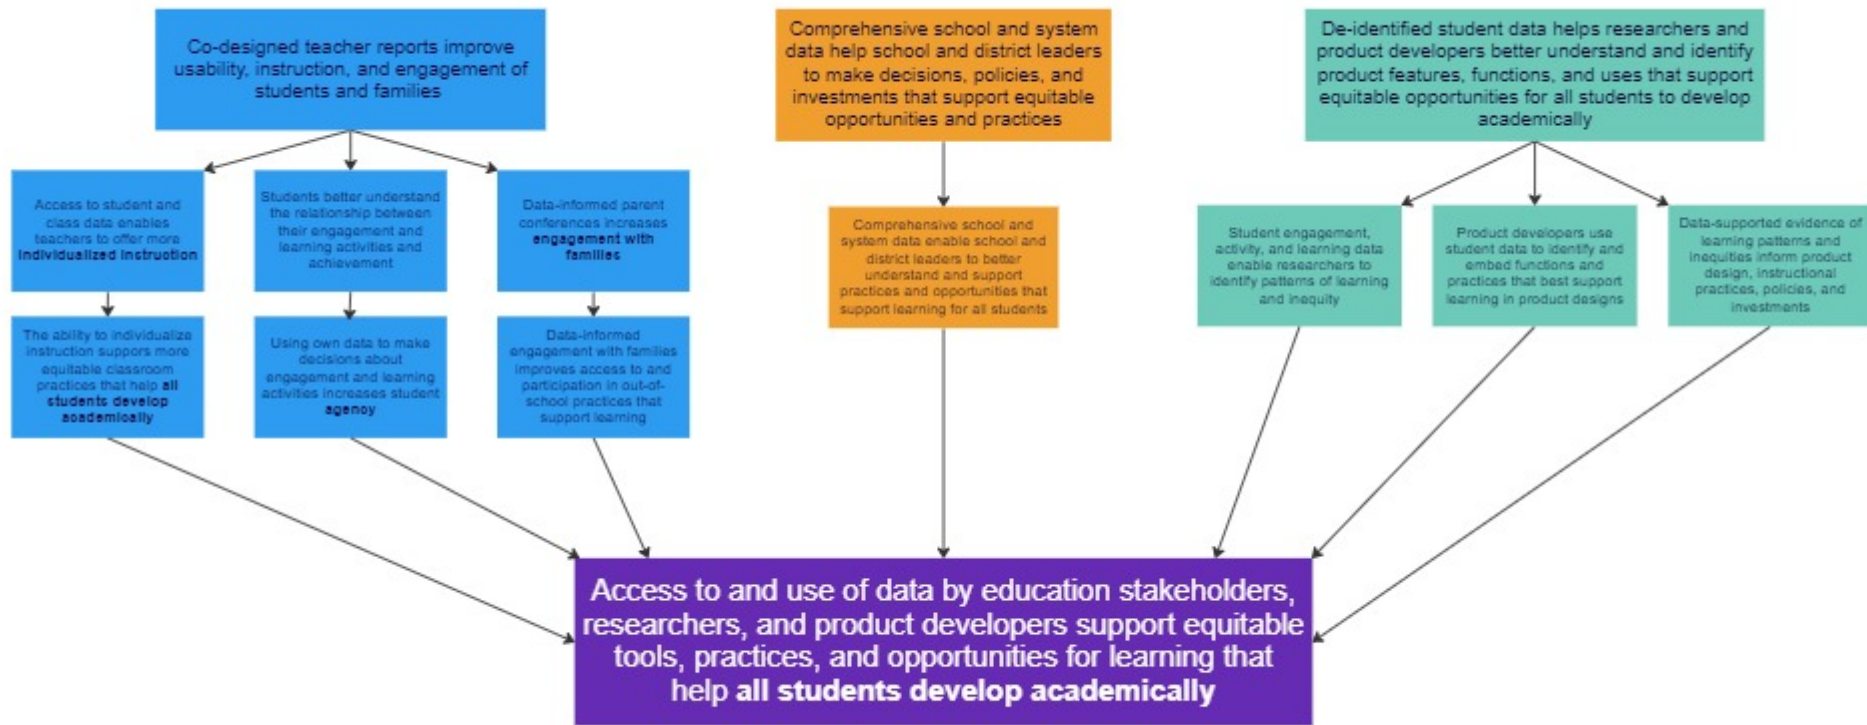 Co-designed teacher reports improve
usability, instruction, and engagement of
students and families
Comprehensive school and system
data help school and district leaders
to make decisions, policies, and
investments that support equitable
opportunities and practices
De-identified student data helps researchers and
product developers better understand and identify
product features, functions, and uses that support
equitable opportunities for all students to develop
academically
Access to student and
class data enables
teachers to offer more
individualized instruction
Students better understand
the relationship between
their engagement and
learning activities and
achievement
Data-informed parent
conferences increases
engagement with
families
Comprehensive school and
system data enable school and
district leaders to better
understand and support
practices and opportunities that
support learning for all students
Student engagement,
activity, and learning data
enable researchers to
identify patterns of learning
and inequity
Product developers use
student data to identify and
embed functions and
practices that best support
learning in product designs
Data-supported evidence of
learning patterns and
inequities inform product
design, instructional
practices, policies, and
investments
The ability to individualize
instruction suppors more
equitable classroom
practices that help all
students develop
academically
Using own data to make
decisions about
engagement and learning
activities increases student
agency
Data-informed
engagement with families
improves access to and
participation in out-of-
school practices that
support learning
Access to and use of data by education stakeholders,
researchers, and product developers support equitable
tools, practices, and opportunities for learning that
help all students develop academically